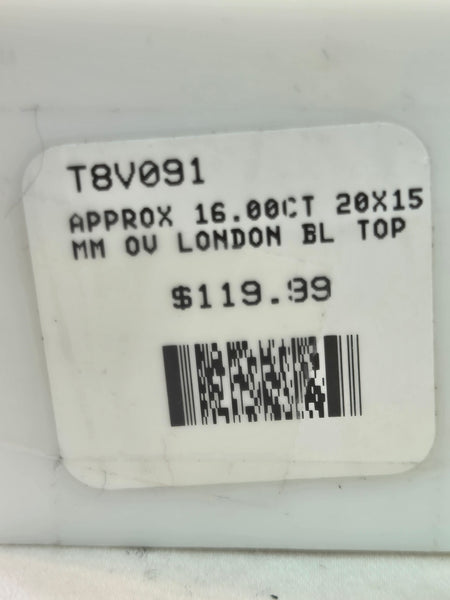 T8V091
APPROX 16.00CT 20X15
MM OV LONDON BL TOP
$119.99